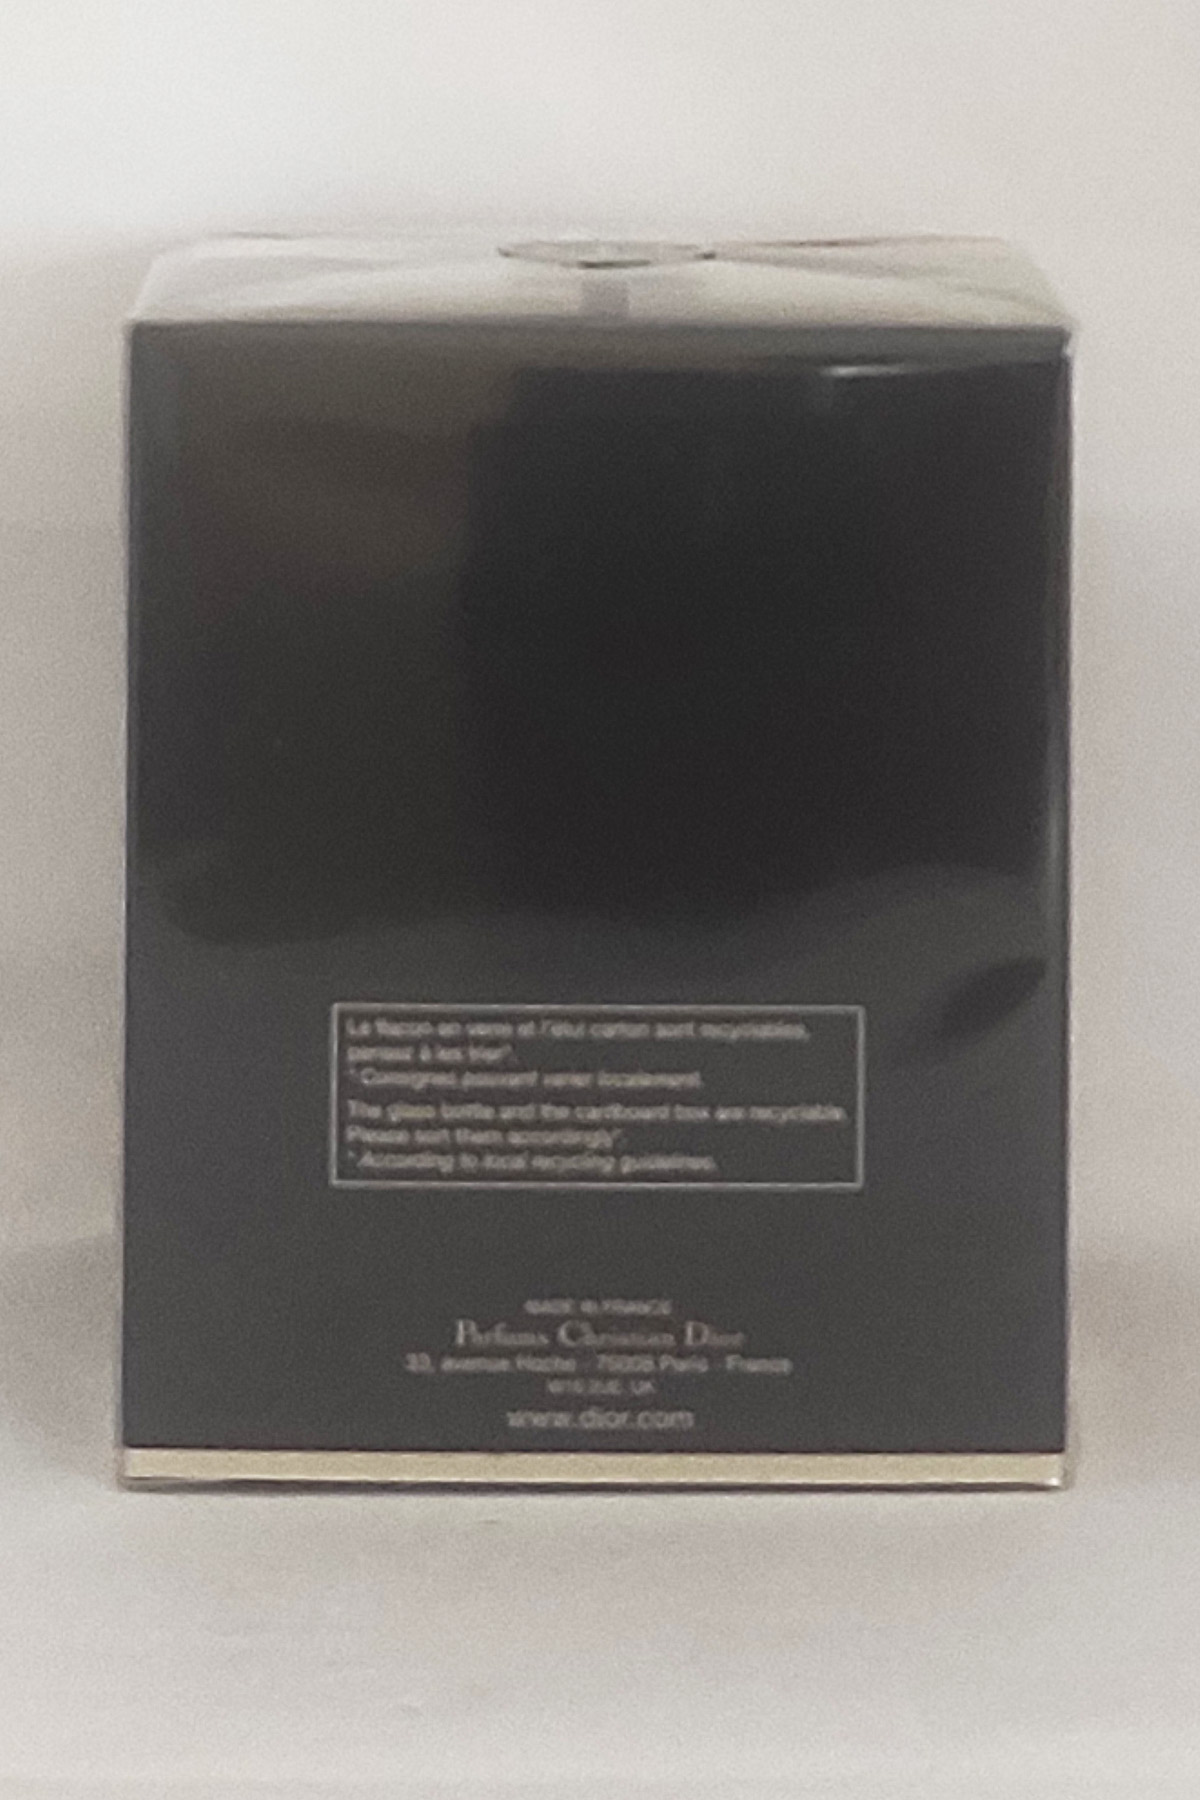 Le flacon en verre et l'étui carton sont recyclables,
pensez à les trier*.
* Consignes pouvant varier localement.
The glass bottle and the cardboard box are recyclable.
Please sort them accordingly*.
* According to local recycling guidelines.
MADE IN FRANCE
Parfums Christian Dior
33, avenue Hoche - 75008 Paris - France
UK
www.dior.com